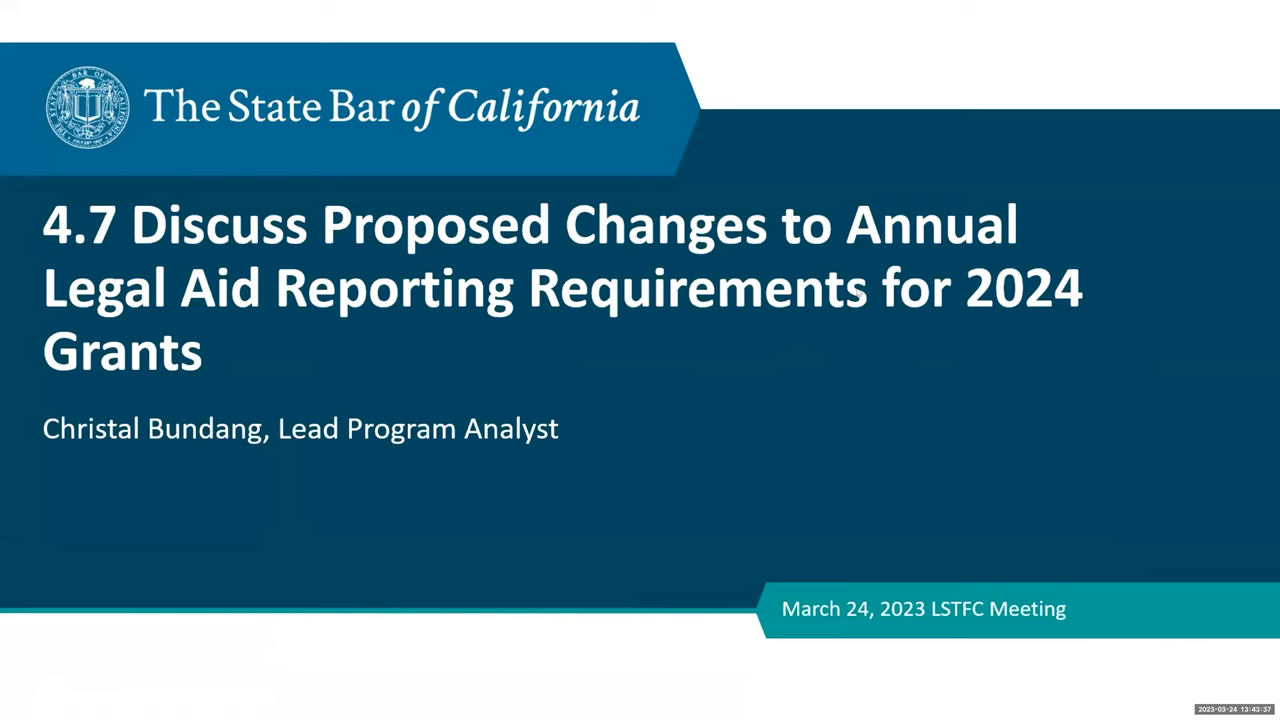 The State Bar of California
4.7 Discuss Proposed Changes to Annual
Legal Aid Reporting Requirements for 2024
Grants
Christal Bundang, Lead Program Analyst
March 24, 2023 LSTFC Meeting
2023-03-24 13:43:37